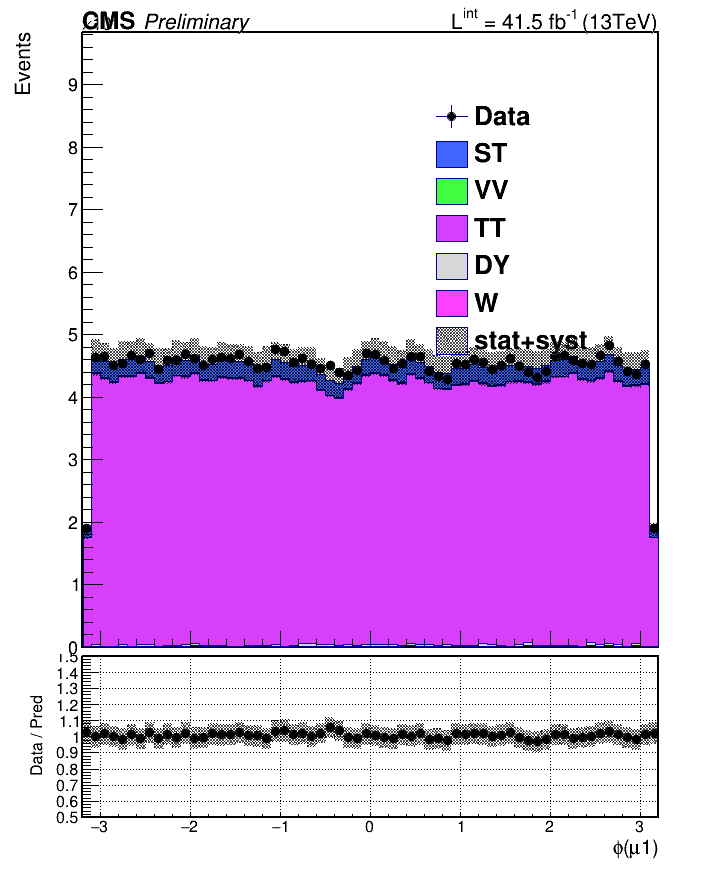 CMS Preliminary L^int = 41.5 fb^-1 (13TeV)
Events
9
8
7
6
5
4
3
2
1
0
Data
ST
VV
TT
DY
W
stat+syst
Data / Pred
1.5
1.4
1.3
1.2
1.1
1
0.9
0.8
0.7
0.6
0.5
−3 −2 −1 0 1 2 3
ϕ(μ1)